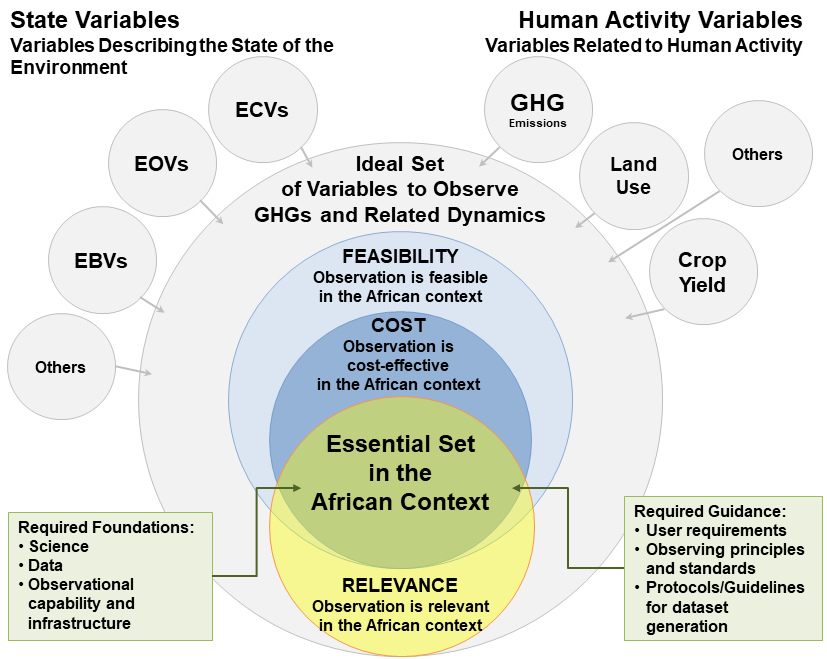 State Variables
Variables Describing the State of the
Environment
Human Activity Variables
Variables Related to Human Activity
ECVs
EOVs
EBVs
Others
GHG
Emissions
Land
Use
Others
Crop
Yield
Ideal Set
of Variables to Observe
GHGs and Related Dynamics
FEASIBILITY
Observation is feasible
in the African context
COST
Observation is
cost-effective
in the African context
Essential Set
in the
African Context
RELEVANCE
Observation is relevant
in the African context
Required Foundations:
• Science
• Data
• Observational
capability and
infrastructure
Required Guidance:
• User requirements
• Observing principles
and standards
• Protocols/Guidelines
for dataset
generation